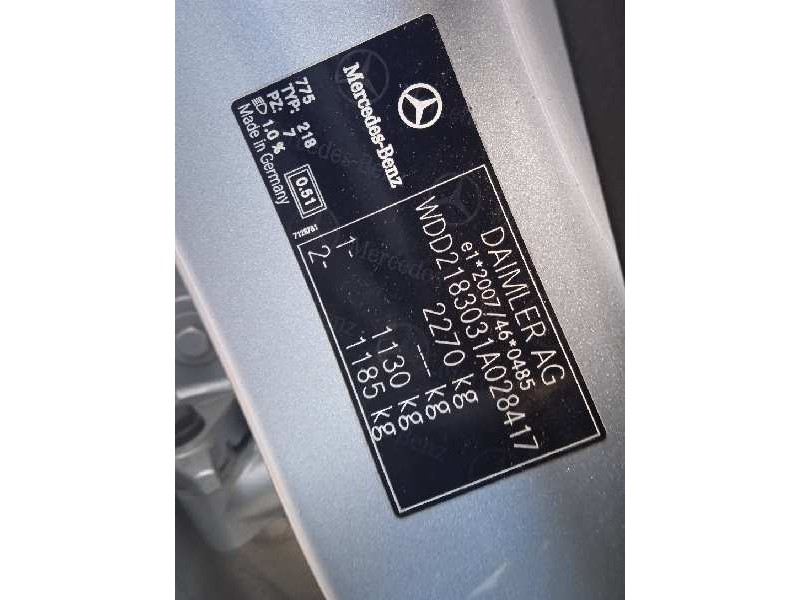 Mercedes-Benz
775
TYP: 218
PZ: 7
1.0 %
Made in Germany
0.51
7129781
DAIMLER AG
e1*2007/46*0485
WDD2183031A028417
2270 kg
---- kg
1- 1130 kg
2- 1185 kg